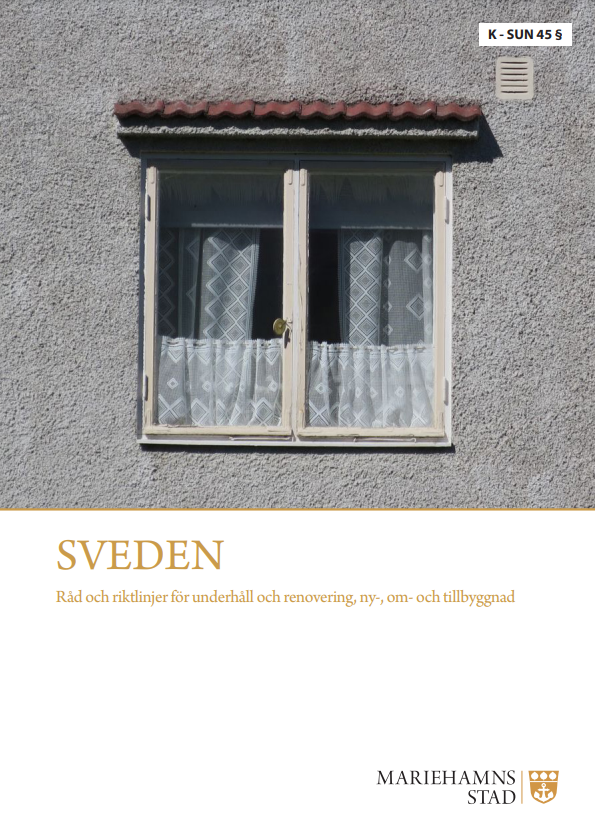 K - SUN 45 §
SVEDEN
Råd och riktlinjer för underhåll och renovering, ny-, om- och tillbyggnad
MARIEHAMNS
STAD